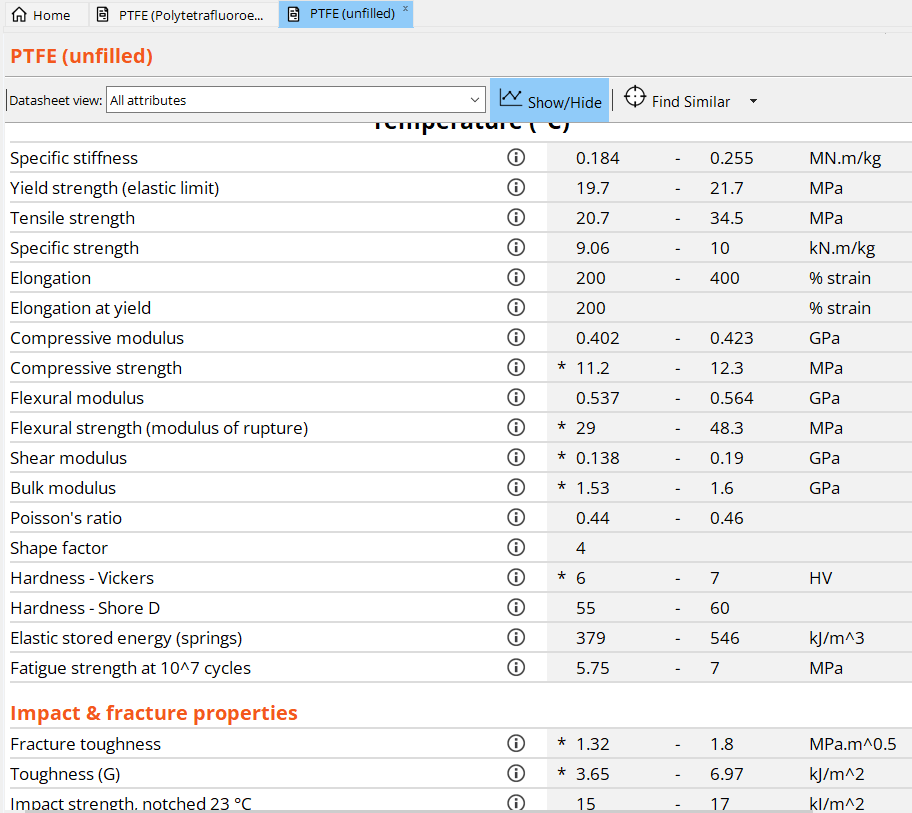 Home PTFE (Polytetrafluoroe... PTFE (unfilled) x
PTFE (unfilled)
Datasheet view: All attributes Show/Hide Find Similar
Temperature (°C)
Specific stiffness 0.184 - 0.255 MN.m/kg
Yield strength (elastic limit) 19.7 - 21.7 MPa
Tensile strength 20.7 - 34.5 MPa
Specific strength 9.06 - 10 kN.m/kg
Elongation 200 - 400 % strain
Elongation at yield 200 % strain
Compressive modulus 0.402 - 0.423 GPa
Compressive strength * 11.2 - 12.3 MPa
Flexural modulus 0.537 - 0.564 GPa
Flexural strength (modulus of rupture) * 29 - 48.3 MPa
Shear modulus * 0.138 - 0.19 GPa
Bulk modulus * 1.53 - 1.6 GPa
Poisson's ratio 0.44 - 0.46
Shape factor 4
Hardness - Vickers * 6 - 7 HV
Hardness - Shore D 55 - 60
Elastic stored energy (springs) 379 - 546 kJ/m^3
Fatigue strength at 10^7 cycles 5.75 - 7 MPa
Impact & fracture properties
Fracture toughness * 1.32 - 1.8 MPa.m^0.5
Toughness (G) * 3.65 - 6.97 kJ/m^2
Impact strength, notched 23 °C 15 - 17 kJ/m^2